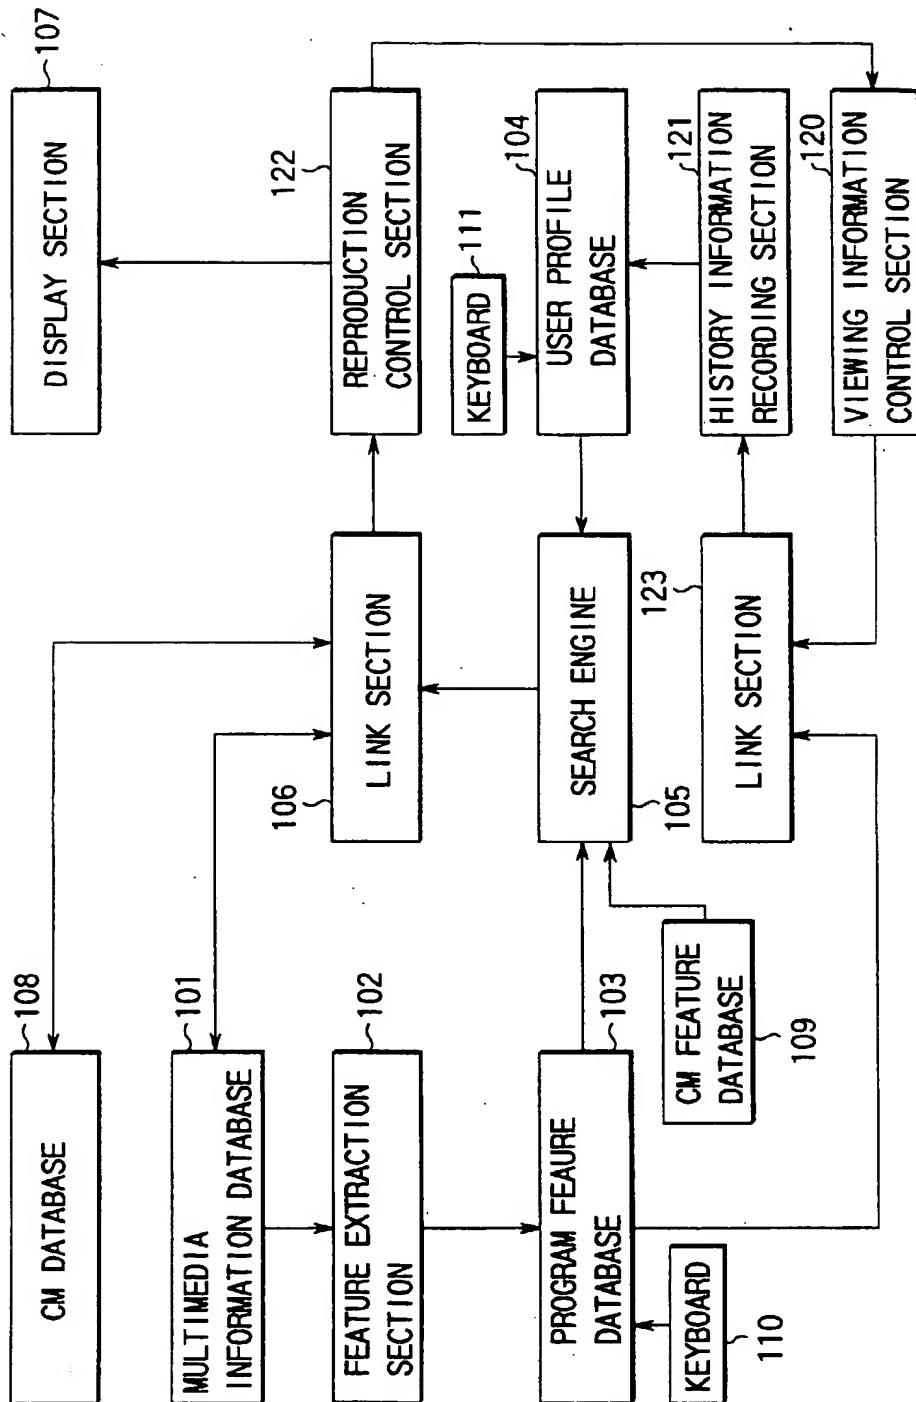 CM DATABASE
108
MULTIMEDIA
INFORMATION DATABASE
101
FEATURE EXTRACTION
SECTION
102
PROGRAM FEAURE
DATABASE
103
KEYBOARD
110
CM FEATURE
DATABASE
109
LINK SECTION
106
SEARCH ENGINE
105
LINK SECTION
123
DISPLAY SECTION
107
REPRODUCTION
CONTROL SECTION
122
KEYBOARD
111
USER PROFILE
DATABASE
104
HISTORY INFORMATION
RECORDING SECTION
121
VIEWING INFORMATION
CONTROL SECTION
120